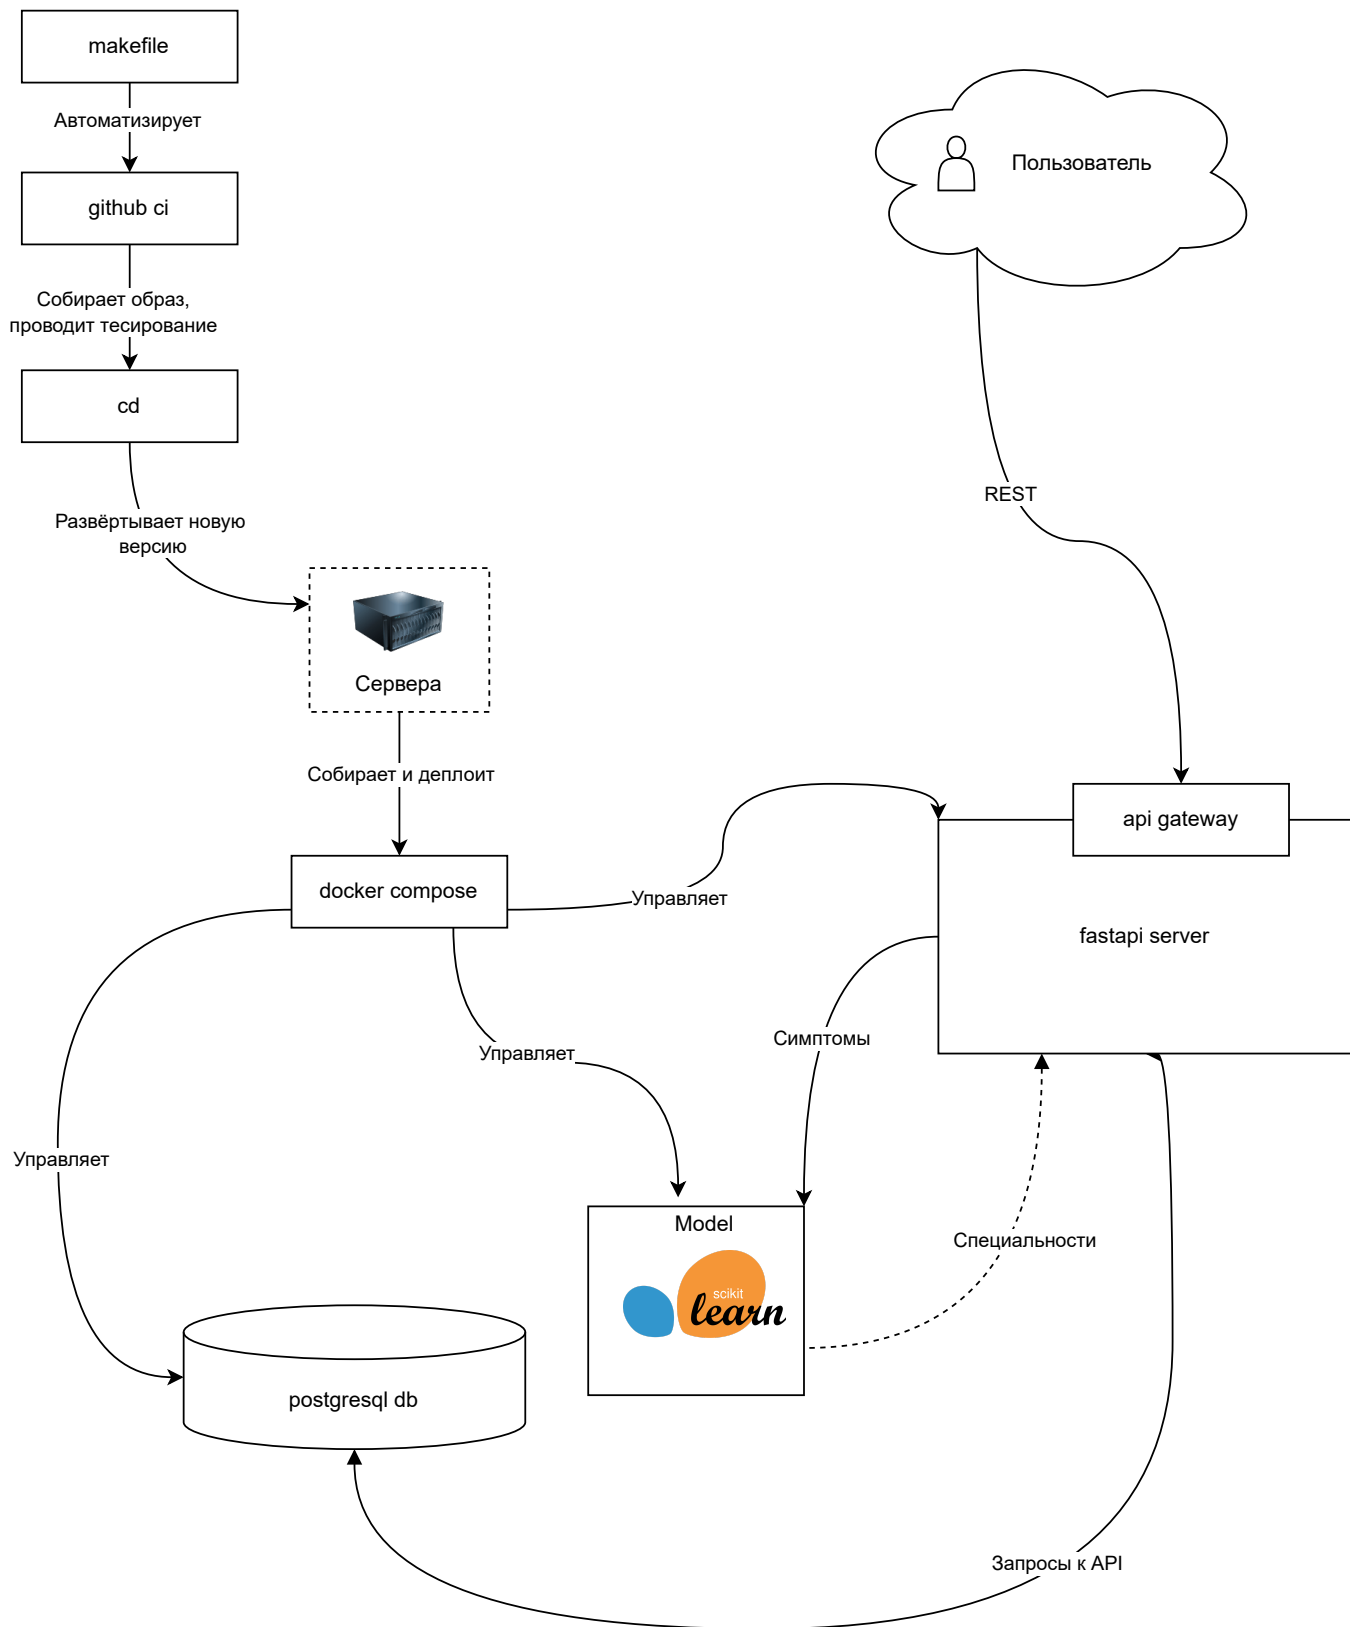 makefile
Автоматизирует
github ci
Собирает образ,
проводит тесирование
cd
Развёртывает новую
версию
Сервера
Собирает и деплоит
docker compose
Пользователь
REST
api gateway
fastapi server
Управляет
Управляет
Управляет
Симптомы
Специальности
Model
scikit
learn
postgresql db
Запросы к API